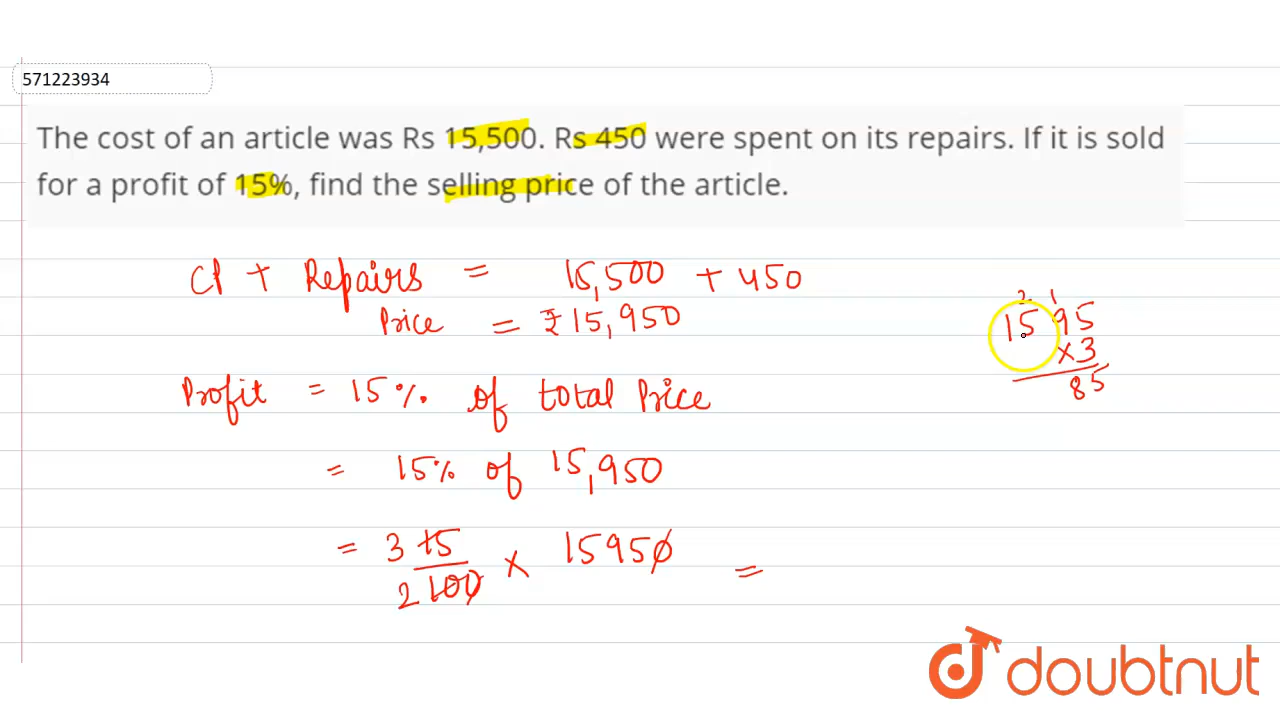 571223934
The cost of an article was Rs 15,500. Rs 450 were spent on its repairs. If it is sold
for a profit of 15%, find the selling price of the article.
CP + Repairs = 15,500 + 450
Price = ₹15,950
2 1
1595
×3
85
Profit = 15% of total Price
= 15% of 15,950
= 3 15
2 100 × 15950 =
doubtnut